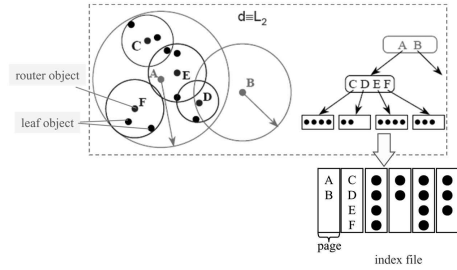 d≡L2
C
A
E
B
D
F
router object
leaf object
A B
C D E F
A
B
C
D
E
F
page
index file